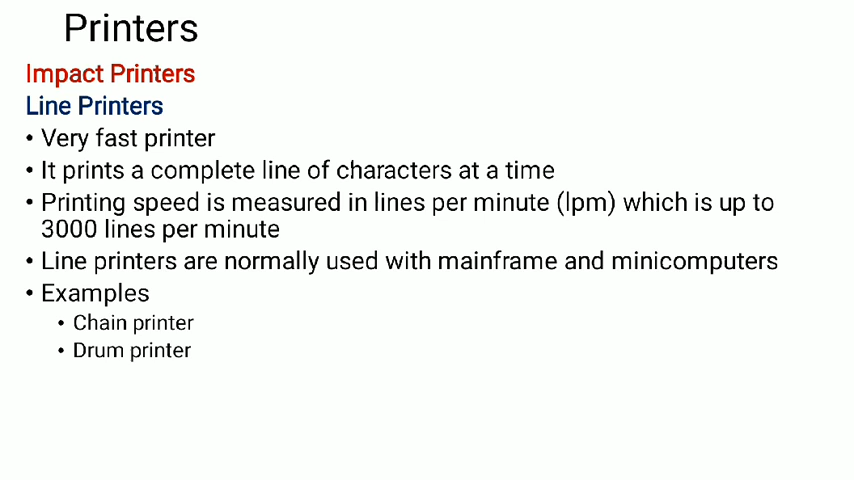 Printers
Impact Printers
Line Printers
• Very fast printer
• It prints a complete line of characters at a time
• Printing speed is measured in lines per minute (lpm) which is up to
3000 lines per minute
• Line printers are normally used with mainframe and minicomputers
• Examples
• Chain printer
• Drum printer